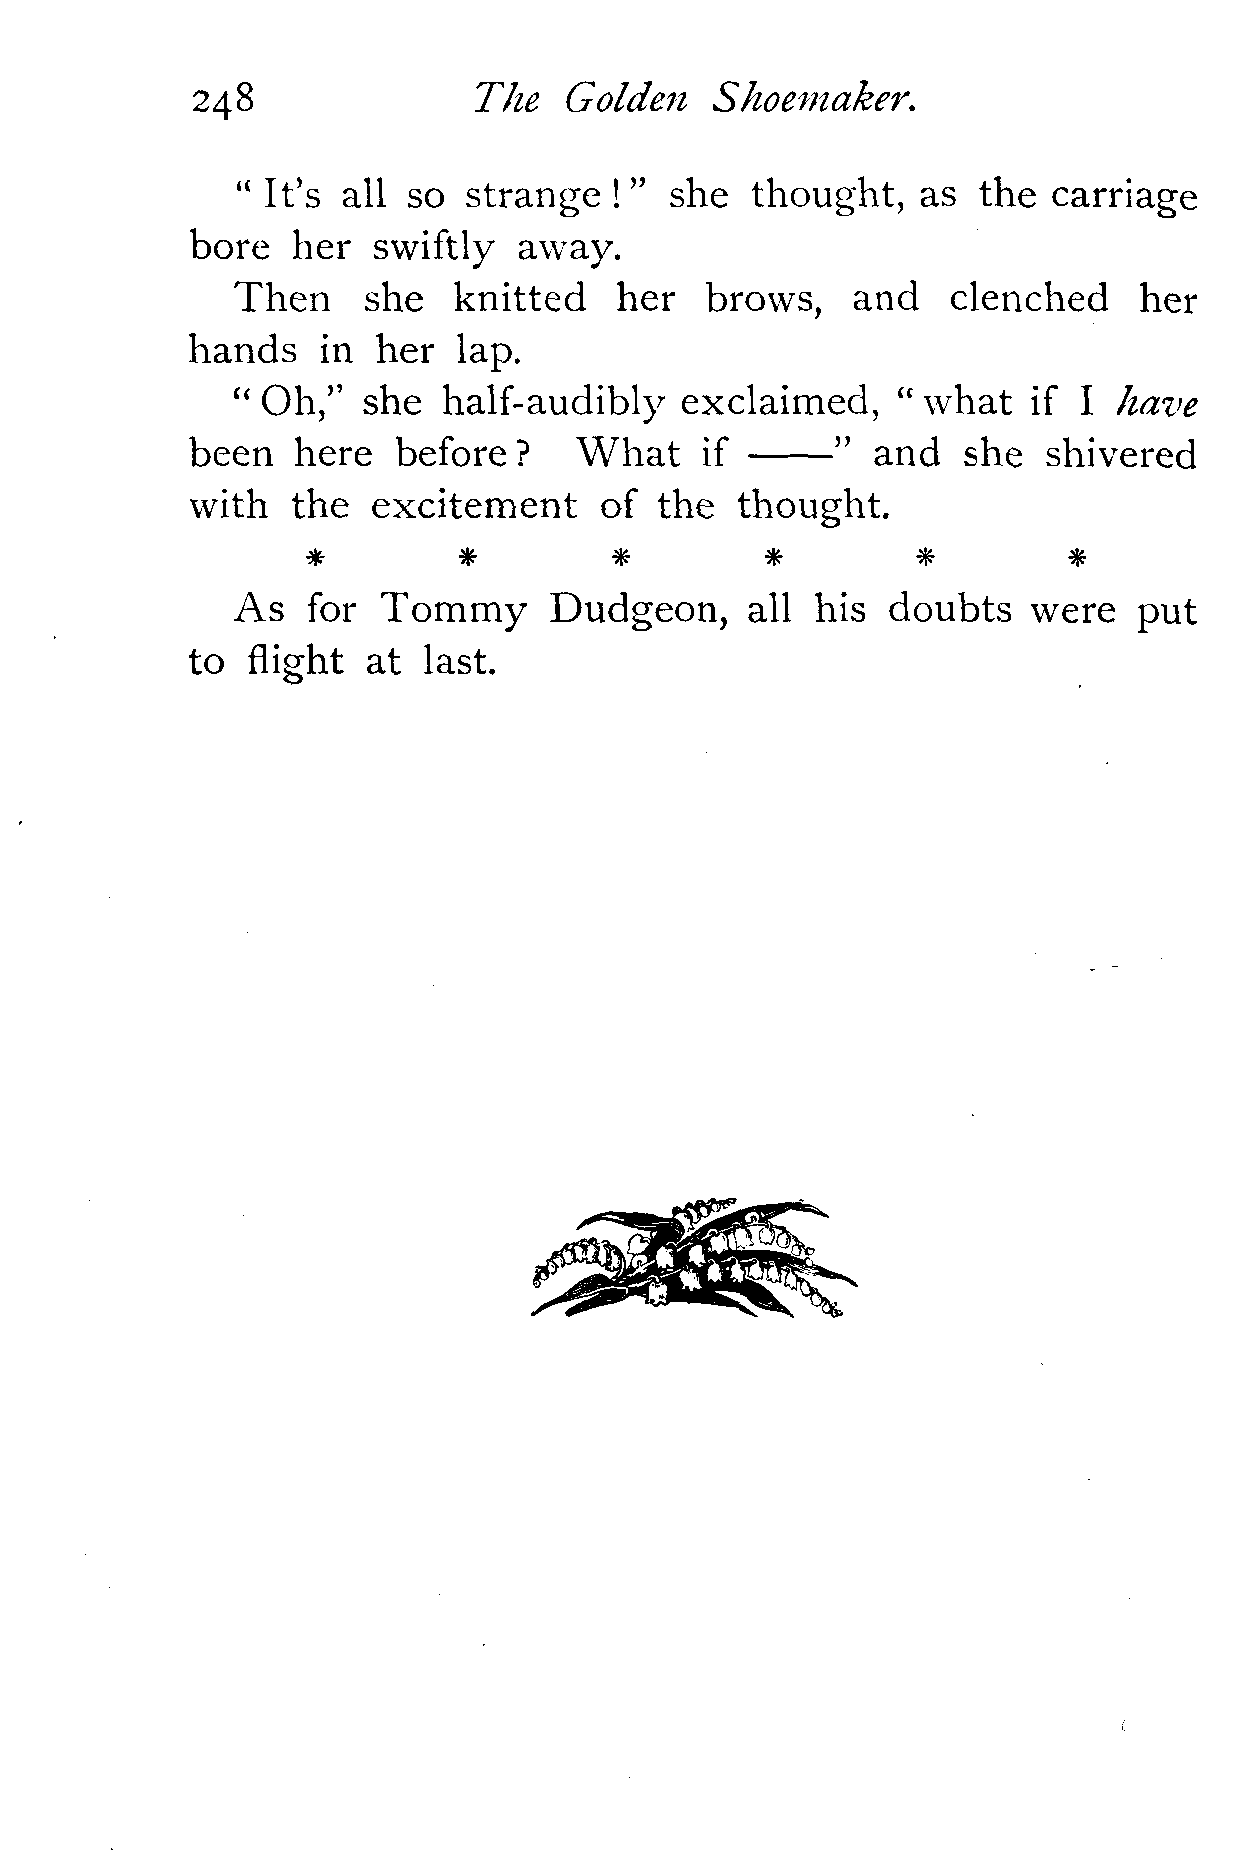 248 The Golden Shoemaker.
“ It’s all so strange ! ” she thought, as the carriage
bore her swiftly away.
Then she knitted her brows, and clenched her
hands in her lap.
“ Oh,” she half-audibly exclaimed, “ what if I have
been here before ? What if ——” and she shivered
with the excitement of the thought.
* * * * * *
As for Tommy Dudgeon, all his doubts were put
to flight at last.